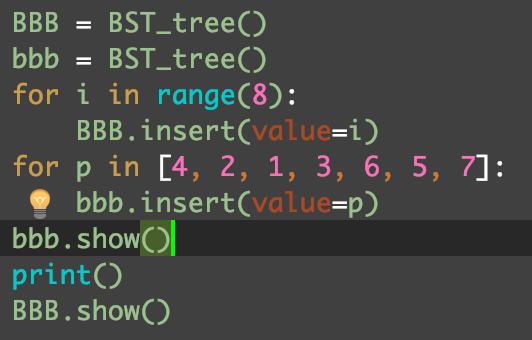 BBB = BST_tree()
bbb = BST_tree()
for i in range(8):
    BBB.insert(value=i)
for p in [4, 2, 1, 3, 6, 5, 7]:
    bbb.insert(value=p)
bbb.show()
print()
BBB.show()